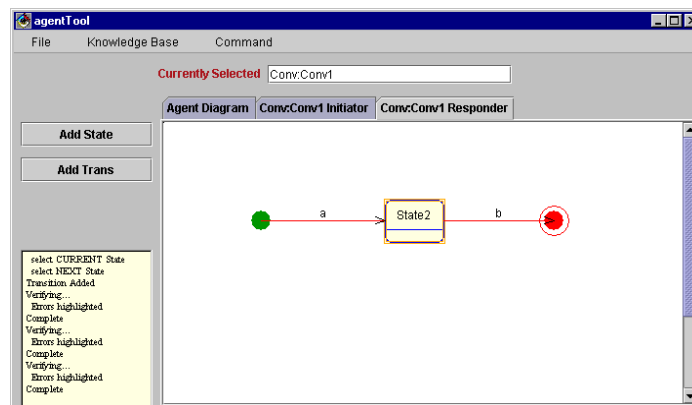 agentTool
File Knowledge Base Command
Currently Selected Conv:Conv1
Agent Diagram Conv:Conv1 Initiator Conv:Conv1 Responder
Add State
Add Trans
a State2 b
select CURRENT State
select NEXT State
Transition Added
Verifying...
Errors highlighted
Complete
Verifying...
Errors highlighted
Complete
Verifying...
Errors highlighted
Complete